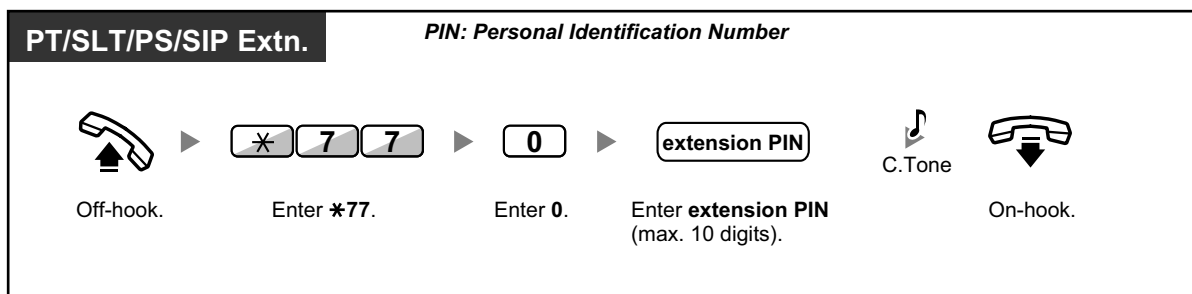 PT/SLT/PS/SIP Extn.
PIN: Personal Identification Number
* 7 7
0
extension PIN
C.Tone
Off-hook.
Enter *77.
Enter 0.
Enter extension PIN
(max. 10 digits).
On-hook.